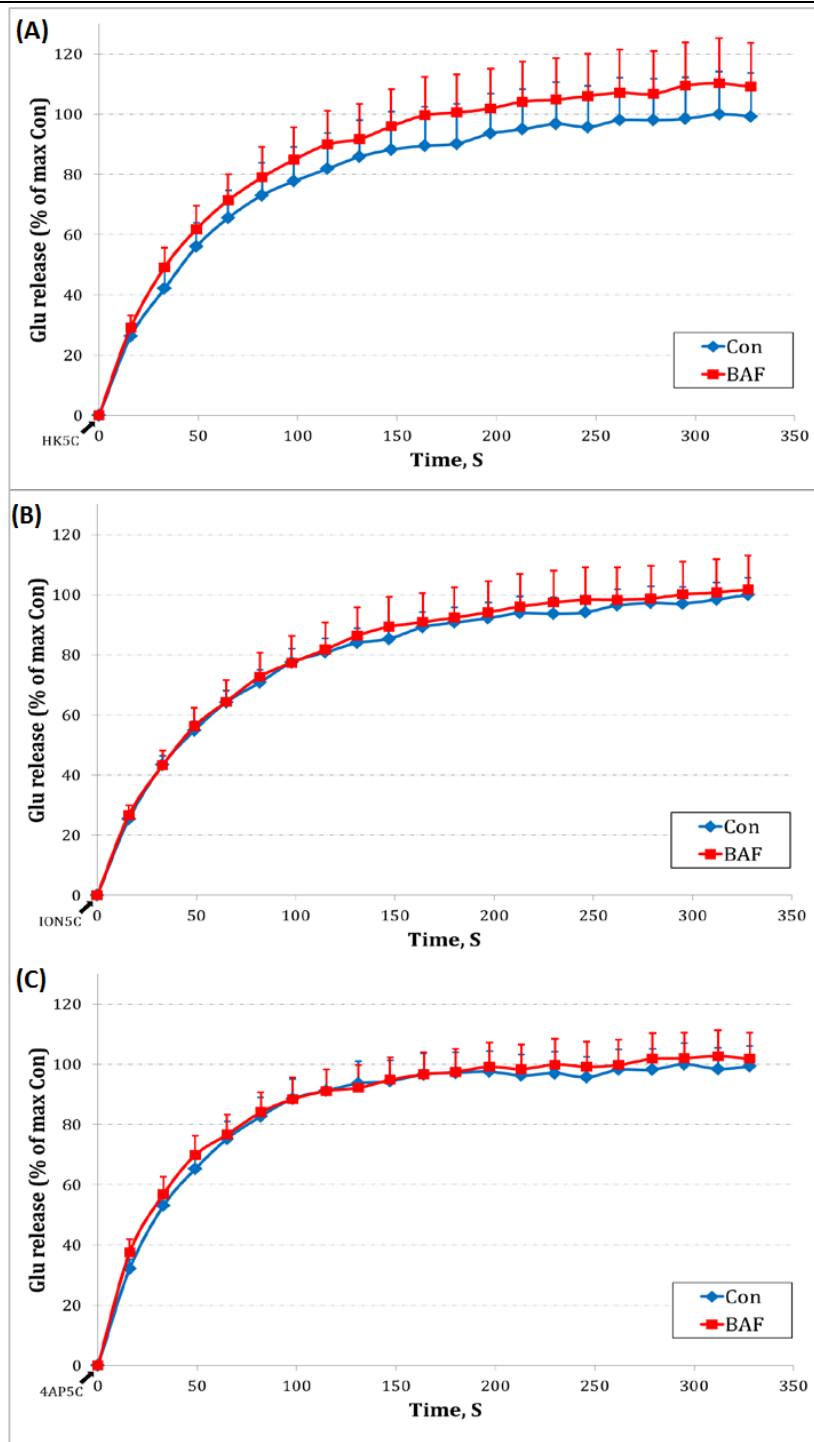 (A)
Glu release (% of max Con)
120
100
80
60
40
20
0
Con
BAF
HK5C
0 50 100 150 200 250 300 350
Time, S
(B)
Glu release (% of max Con)
120
100
80
60
40
20
0
Con
BAF
ION5C
0 50 100 150 200 250 300 350
Time, S
(C)
Glu release (% of max Con)
120
100
80
60
40
20
0
Con
BAF
4AP5C
0 50 100 150 200 250 300 350
Time, S